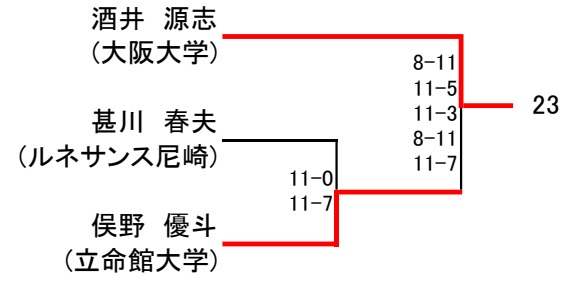 酒井　源志
(大阪大学)
8-11
11-5
11-3
8-11
11-7
23
甚川　春夫
(ルネサンス尼崎)
11-0
11-7
俣野　優斗
(立命館大学)